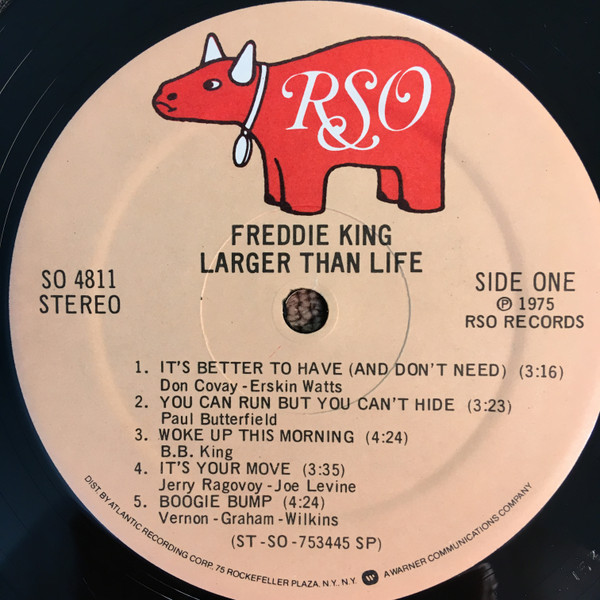 RSO
FREDDIE KING
LARGER THAN LIFE
SO 4811
STEREO
SIDE ONE
℗ 1975
RSO RECORDS
1. IT'S BETTER TO HAVE (AND DON'T NEED) (3:16)
Don Covay - Erskin Watts
2. YOU CAN RUN BUT YOU CAN'T HIDE (3:23)
Paul Butterfield
3. WOKE UP THIS MORNING (4:24)
B.B. King
4. IT'S YOUR MOVE (3:35)
Jerry Ragovoy - Joe Levine
5. BOOGIE BUMP (4:24)
Vernon - Graham - Wilkins
(ST - SO - 753445 SP)
DIST. BY ATLANTIC RECORDING CORP. 75 ROCKEFELLER PLAZA, N.Y., N.Y. W A WARNER COMMUNICATIONS COMPANY